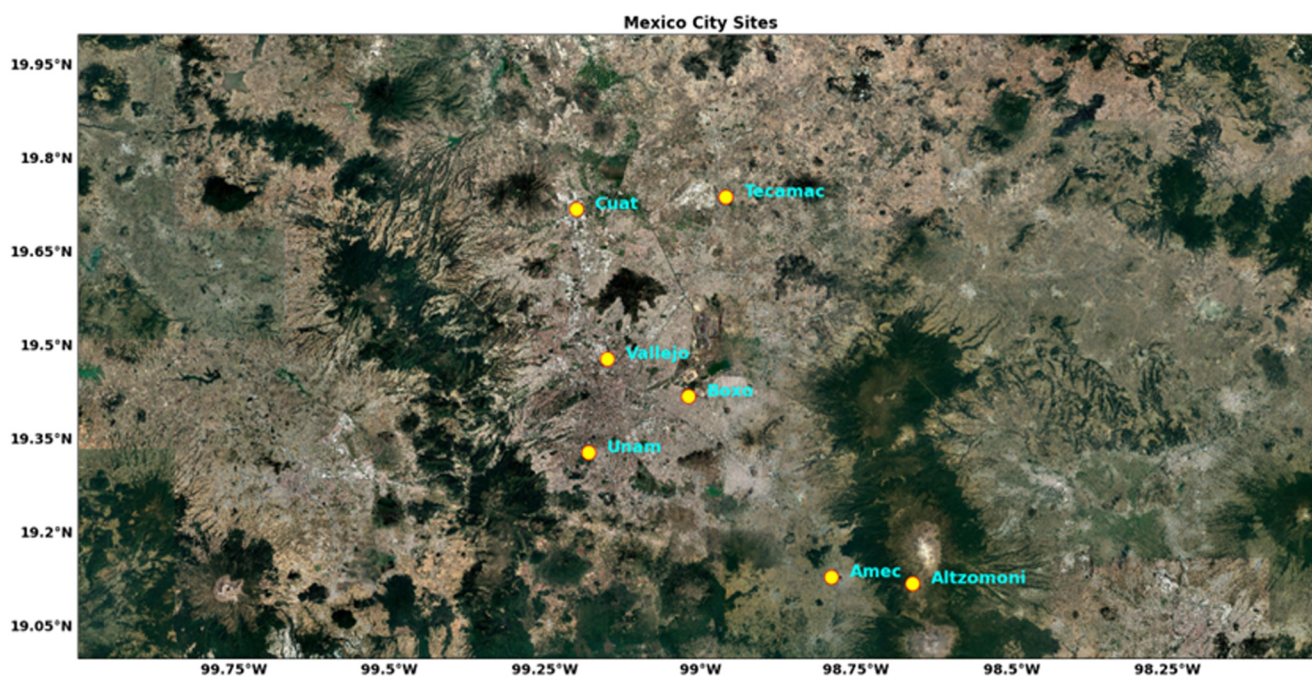 Mexico City Sites
19.95°N
19.8°N
Tecamac
Cuat
19.65°N
19.5°N
Vallejo
Boxo
19.35°N
Unam
19.2°N
Amec
Altzomoni
19.05°N
99.75°W 99.5°W 99.25°W 99°W 98.75°W 98.5°W 98.25°W